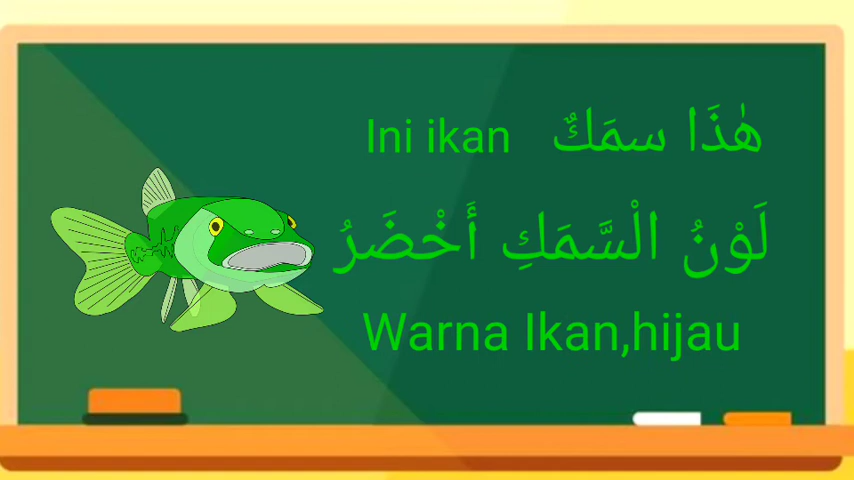 Ini ikan هٰذَا سمَكٌ
لَوْنُ الْسَّمَكِ أَخْضَرُ
Warna Ikan,hijau